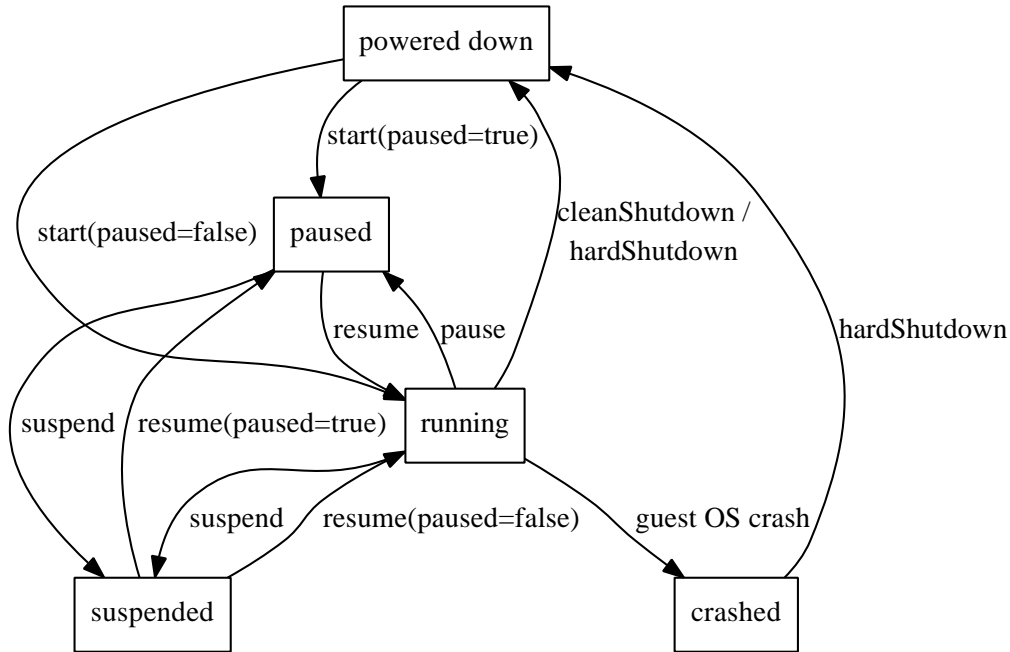 powered down
start(paused=true)
cleanShutdown /
hardShutdown
start(paused=false)
paused
resume
pause
hardShutdown
suspend
resume(paused=true)
running
suspend
resume(paused=false)
guest OS crash
suspended
crashed